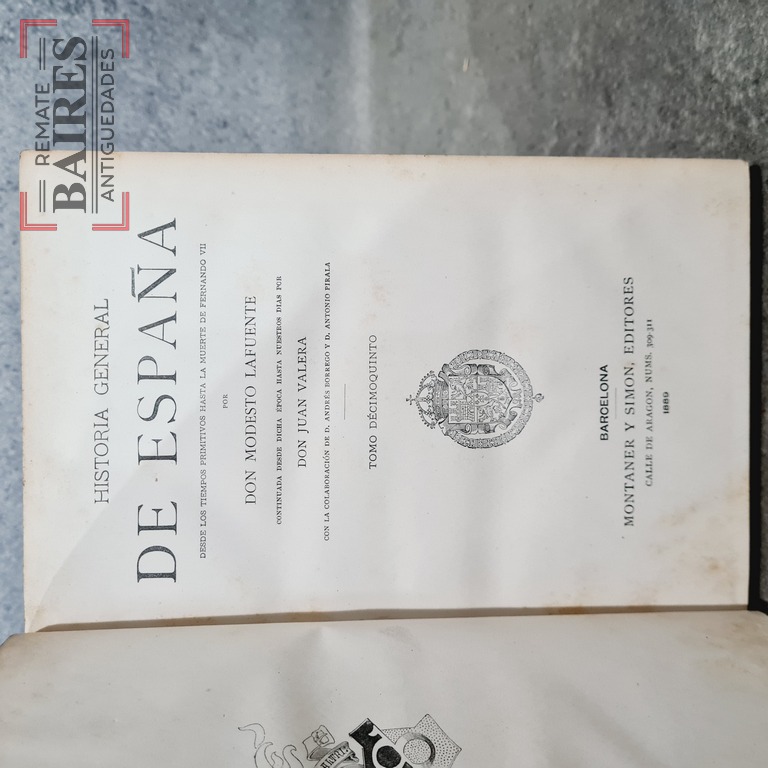 REMATE
BAIRES
ANTIGUEDADES
HISTORIA GENERAL
DE ESPAÑA
DESDE LOS TIEMPOS PRIMITIVOS HASTA LA MUERTE DE FERNANDO VII
POR
DON MODESTO LAFUENTE
CONTINUADA DESDE DICHA ÉPOCA HASTA NUESTROS DIAS POR
DON JUAN VALERA
CON LA COLABORACIÓN DE D. ANDRÉS BORREGO Y D. ANTONIO PIRALA
TOMO DÉCIMOQUINTO
BARCELONA
MONTANER Y SIMON, EDITORES
CALLE DE ARAGON, NUMS. 309-311
1889